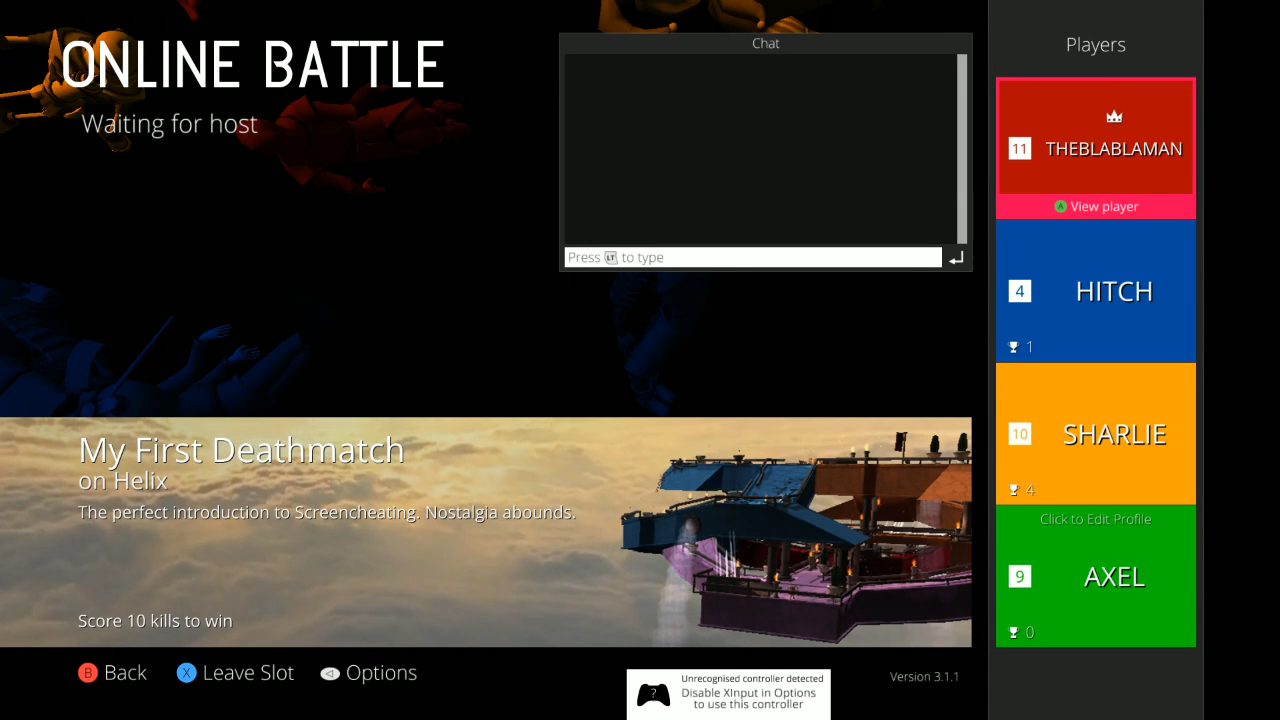 ONLINE BATTLE
Waiting for host
Chat
Press LT to type
Players
11 THEBLABLAMAN
A View player
4 HITCH
1
10 SHARLIE
4
Click to Edit Profile
9 AXEL
0
My First Deathmatch
on Helix
The perfect introduction to Screencheating. Nostalgia abounds.
Score 10 kills to win
B Back X Leave Slot Options
?
Unrecognised controller detected
Disable XInput in Options
to use this controller
Version 3.1.1